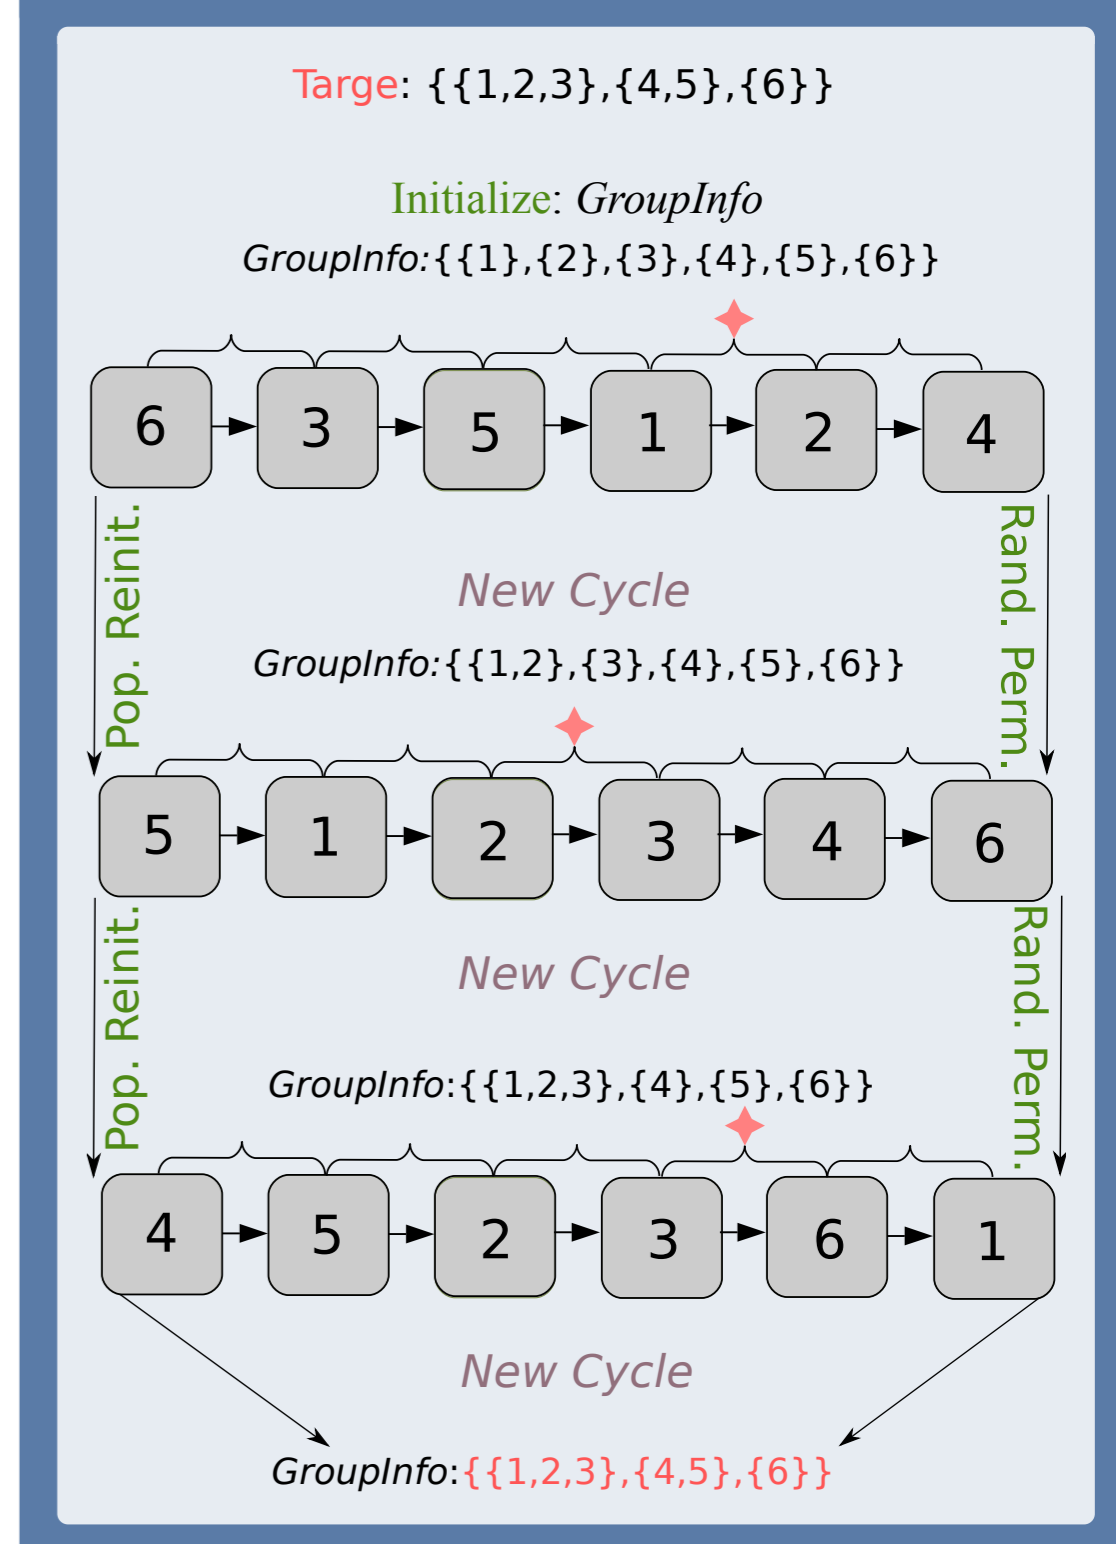 Targe: {{1,2,3},{4,5},{6}}
Initialize: GroupInfo
GroupInfo:{{1},{2},{3},{4},{5},{6}}
6 3 5 1 2 4
Pop. Reinit.
Rand. Perm.
New Cycle
GroupInfo:{{1,2},{3},{4},{5},{6}}
5 1 2 3 4 6
Pop. Reinit.
Rand. Perm.
New Cycle
GroupInfo:{{1,2,3},{4},{5},{6}}
4 5 2 3 6 1
New Cycle
GroupInfo:{{1,2,3},{4,5},{6}}